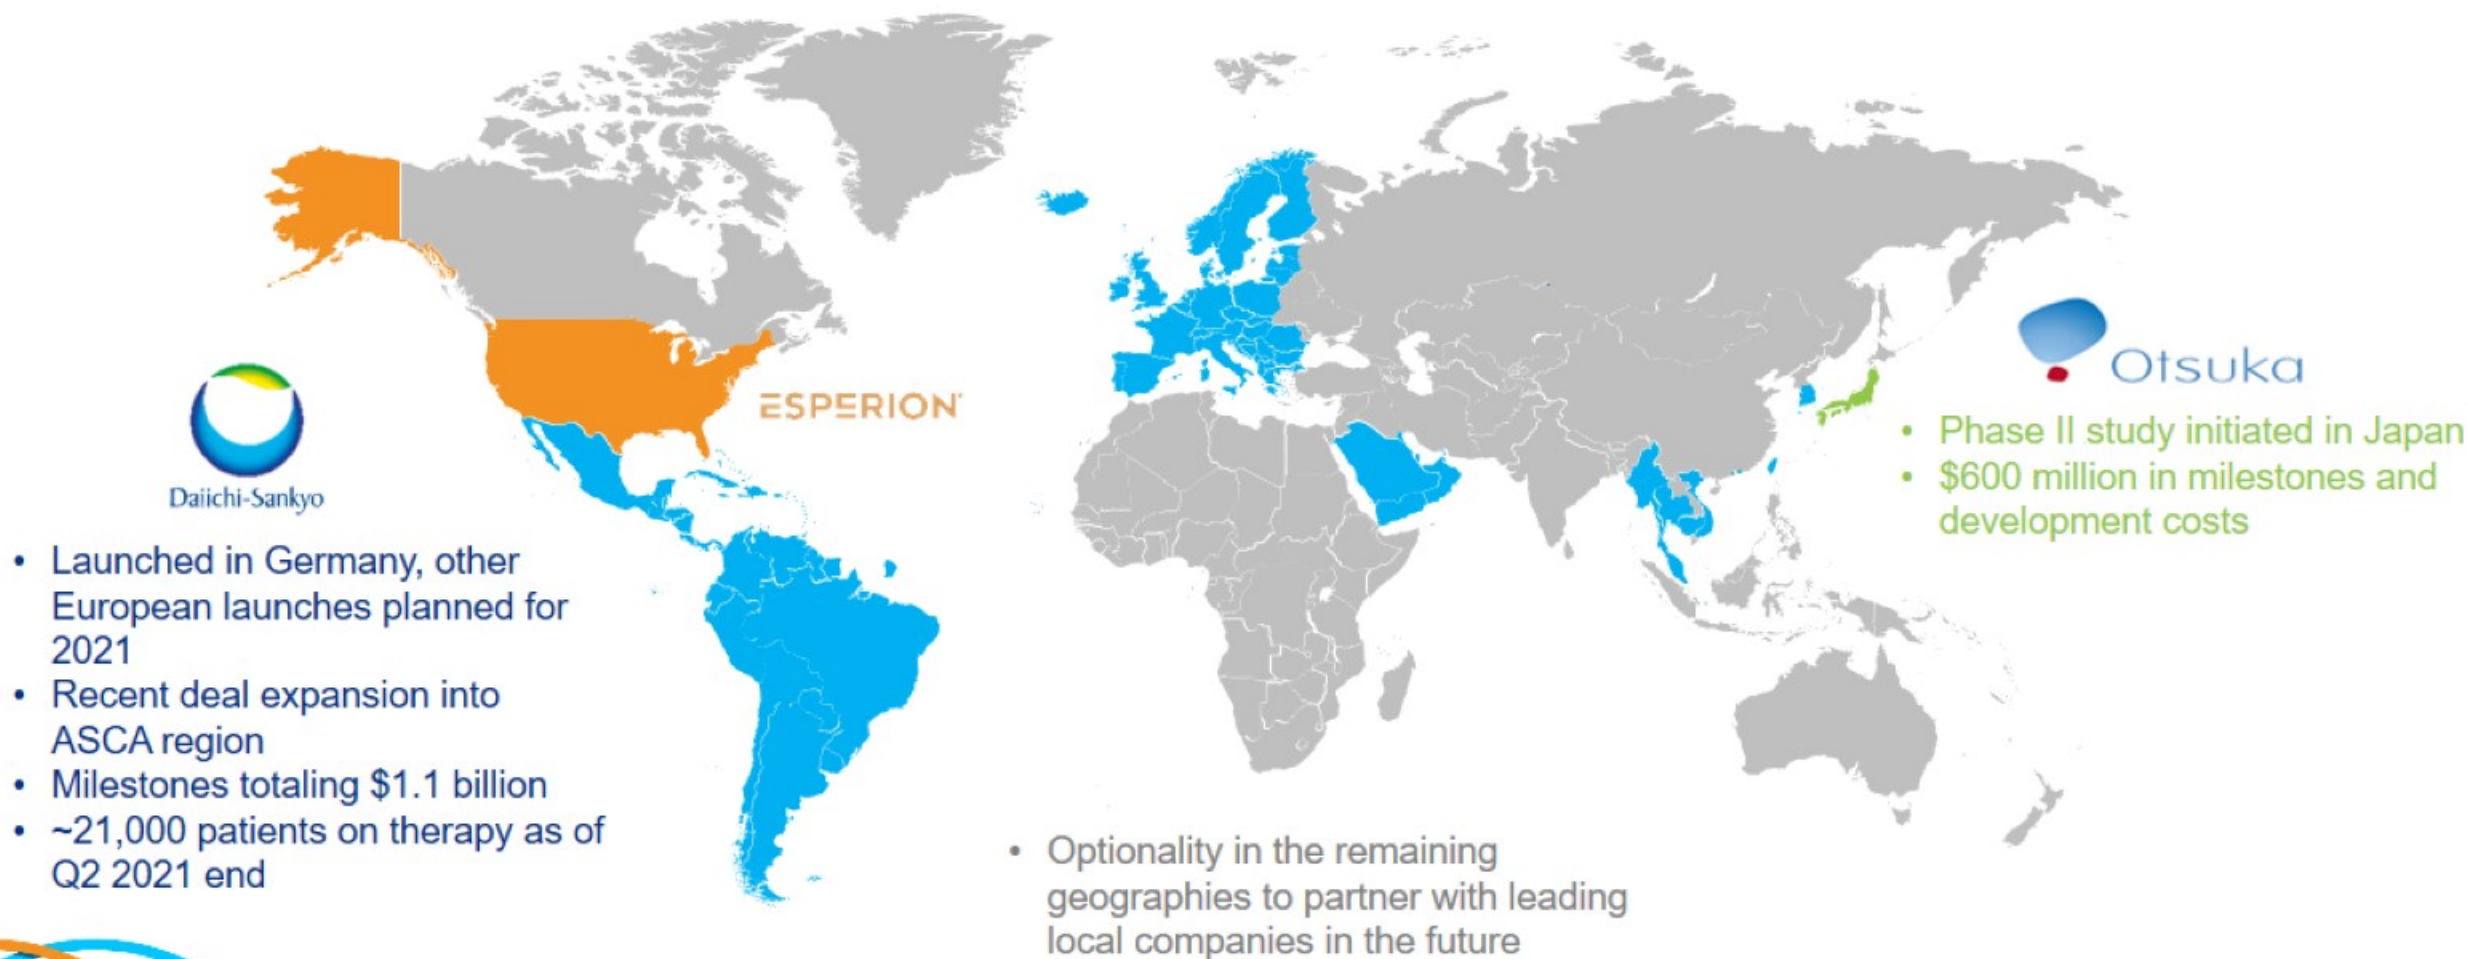 ESPERION
Daiichi-Sankyo
• Launched in Germany, other
European launches planned for
2021
• Recent deal expansion into
ASCA region
• Milestones totaling $1.1 billion
• ~21,000 patients on therapy as of
Q2 2021 end
Otsuka
• Phase II study initiated in Japan
• $600 million in milestones and
development costs
• Optionality in the remaining
geographies to partner with leading
local companies in the future